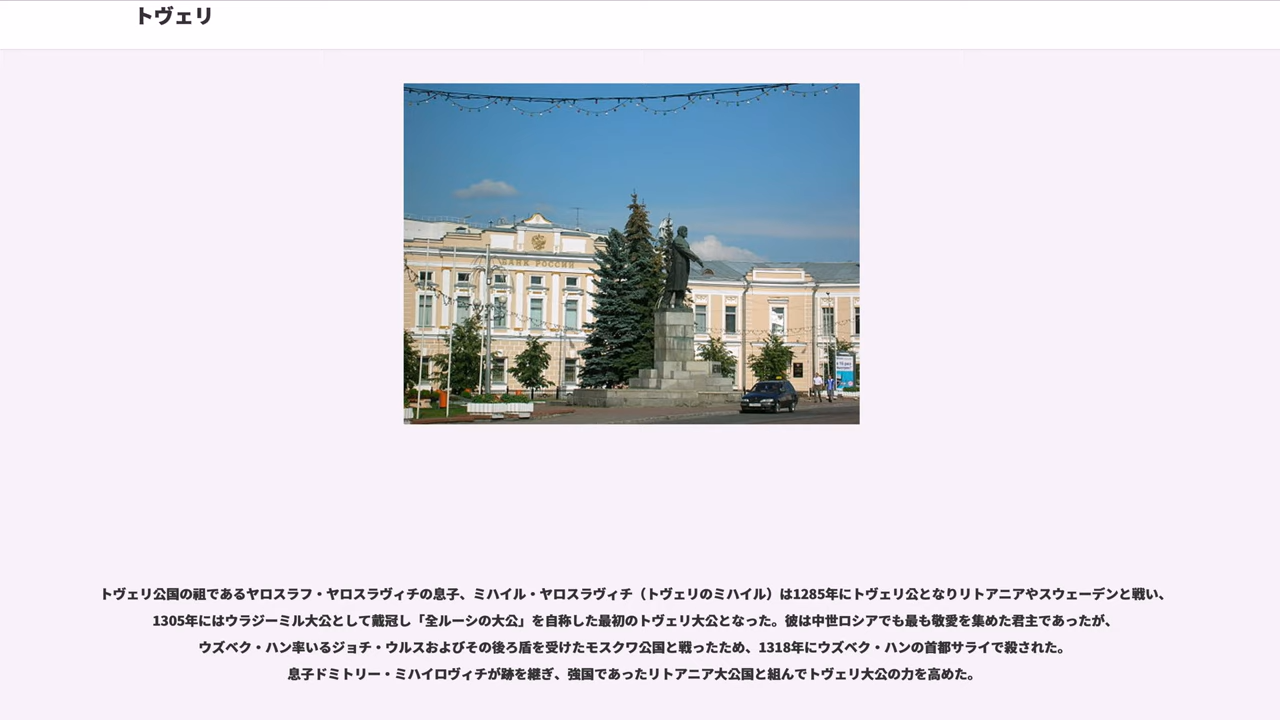 トヴェリ
БАНК РОССИИ
トヴェリ公国の祖であるヤロスラフ・ヤロスラヴィチの息子、ミハイル・ヤロスラヴィチ（トヴェリのミハイル）は1285年にトヴェリ公となりリトアニアやスウェーデンと戦い、
1305年にはウラジーミル大公として戴冠し「全ルーシの大公」を自称した最初のトヴェリ大公となった。彼は中世ロシアでも最も敬愛を集めた君主であったが、
ウズベク・ハン率いるジョチ・ウルスおよびその後ろ盾を受けたモスクワ公国と戦ったため、1318年にウズベク・ハンの首都サライで殺された。
息子ドミトリー・ミハイロヴィチが跡を継ぎ、強国であったリトアニア大公国と組んでトヴェリ大公の力を高めた。